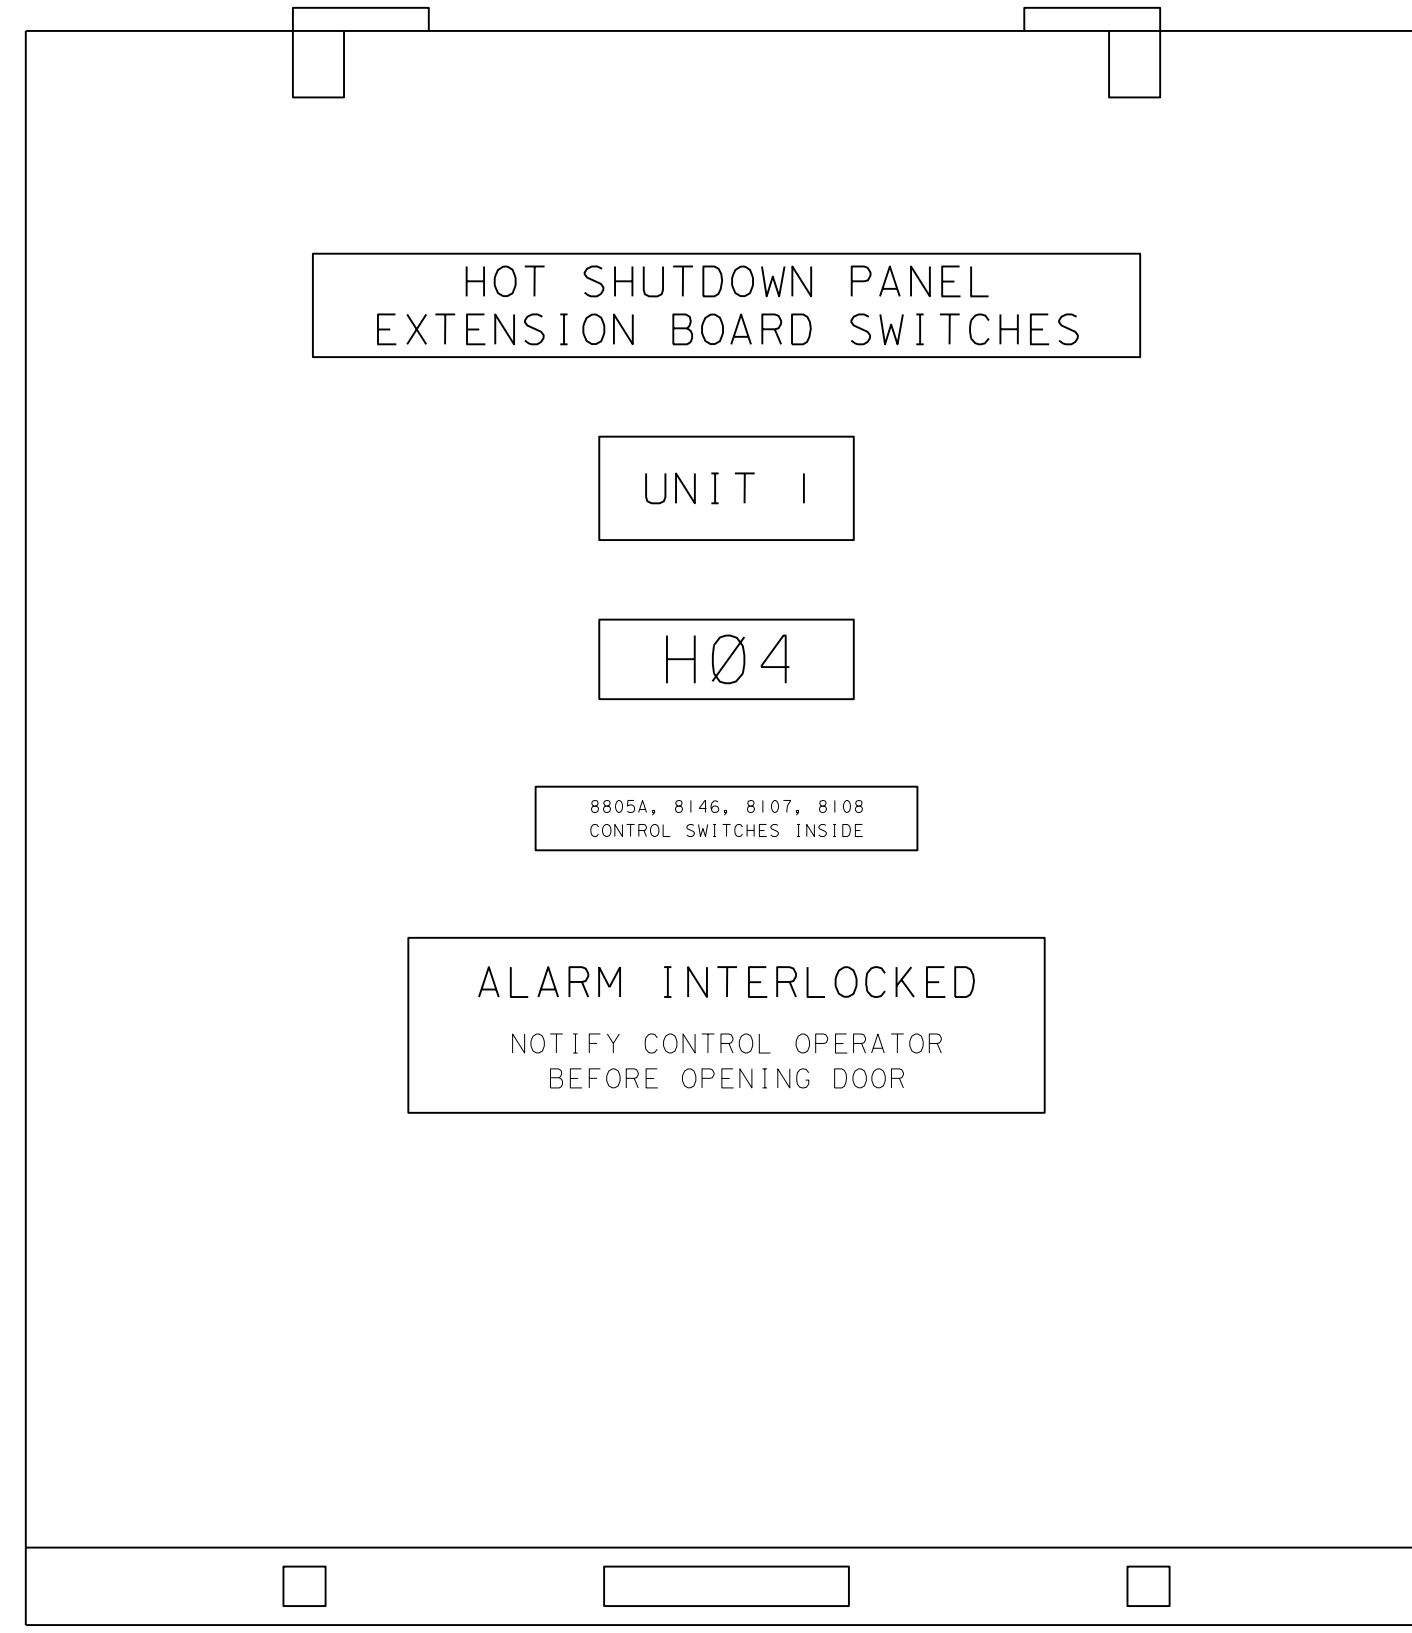 HOT SHUTDOWN PANEL
EXTENSION BOARD SWITCHES
UNIT 1
HØ4
8805A, 8146, 8107, 8108
CONTROL SWITCHES INSIDE
ALARM INTERLOCKED
NOTIFY CONTROL OPERATOR
BEFORE OPENING DOOR